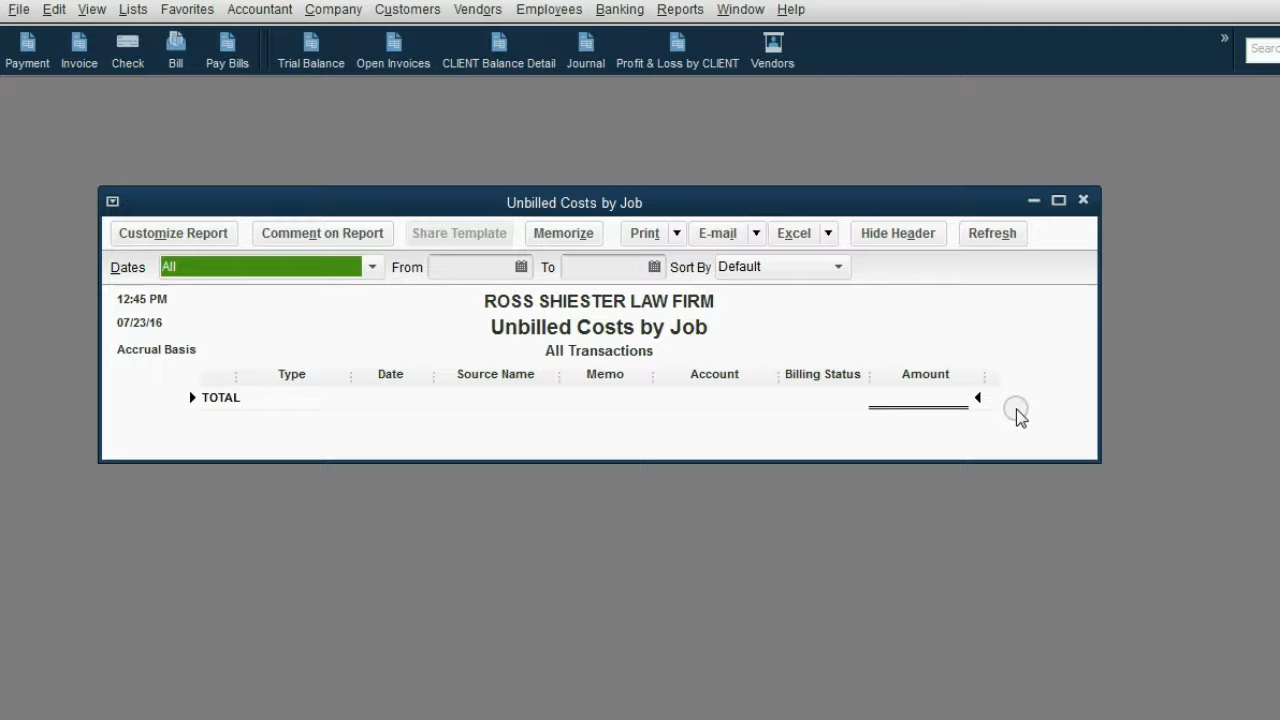 File Edit View Lists Favorites Accountant Company Customers Vendors Employees Banking Reports Window Help
» Searc
Payment Invoice Check Bill Pay Bills Trial Balance Open Invoices CLIENT Balance Detail Journal Profit & Loss by CLIENT Vendors
Unbilled Costs by Job
Customize Report Comment on Report Share Template Memorize Print E-mail Excel Hide Header Refresh
Dates All From To Sort By Default
12:45 PM ROSS SHIESTER LAW FIRM
07/23/16 Unbilled Costs by Job
Accrual Basis All Transactions
Type Date Source Name Memo Account Billing Status Amount
TOTAL